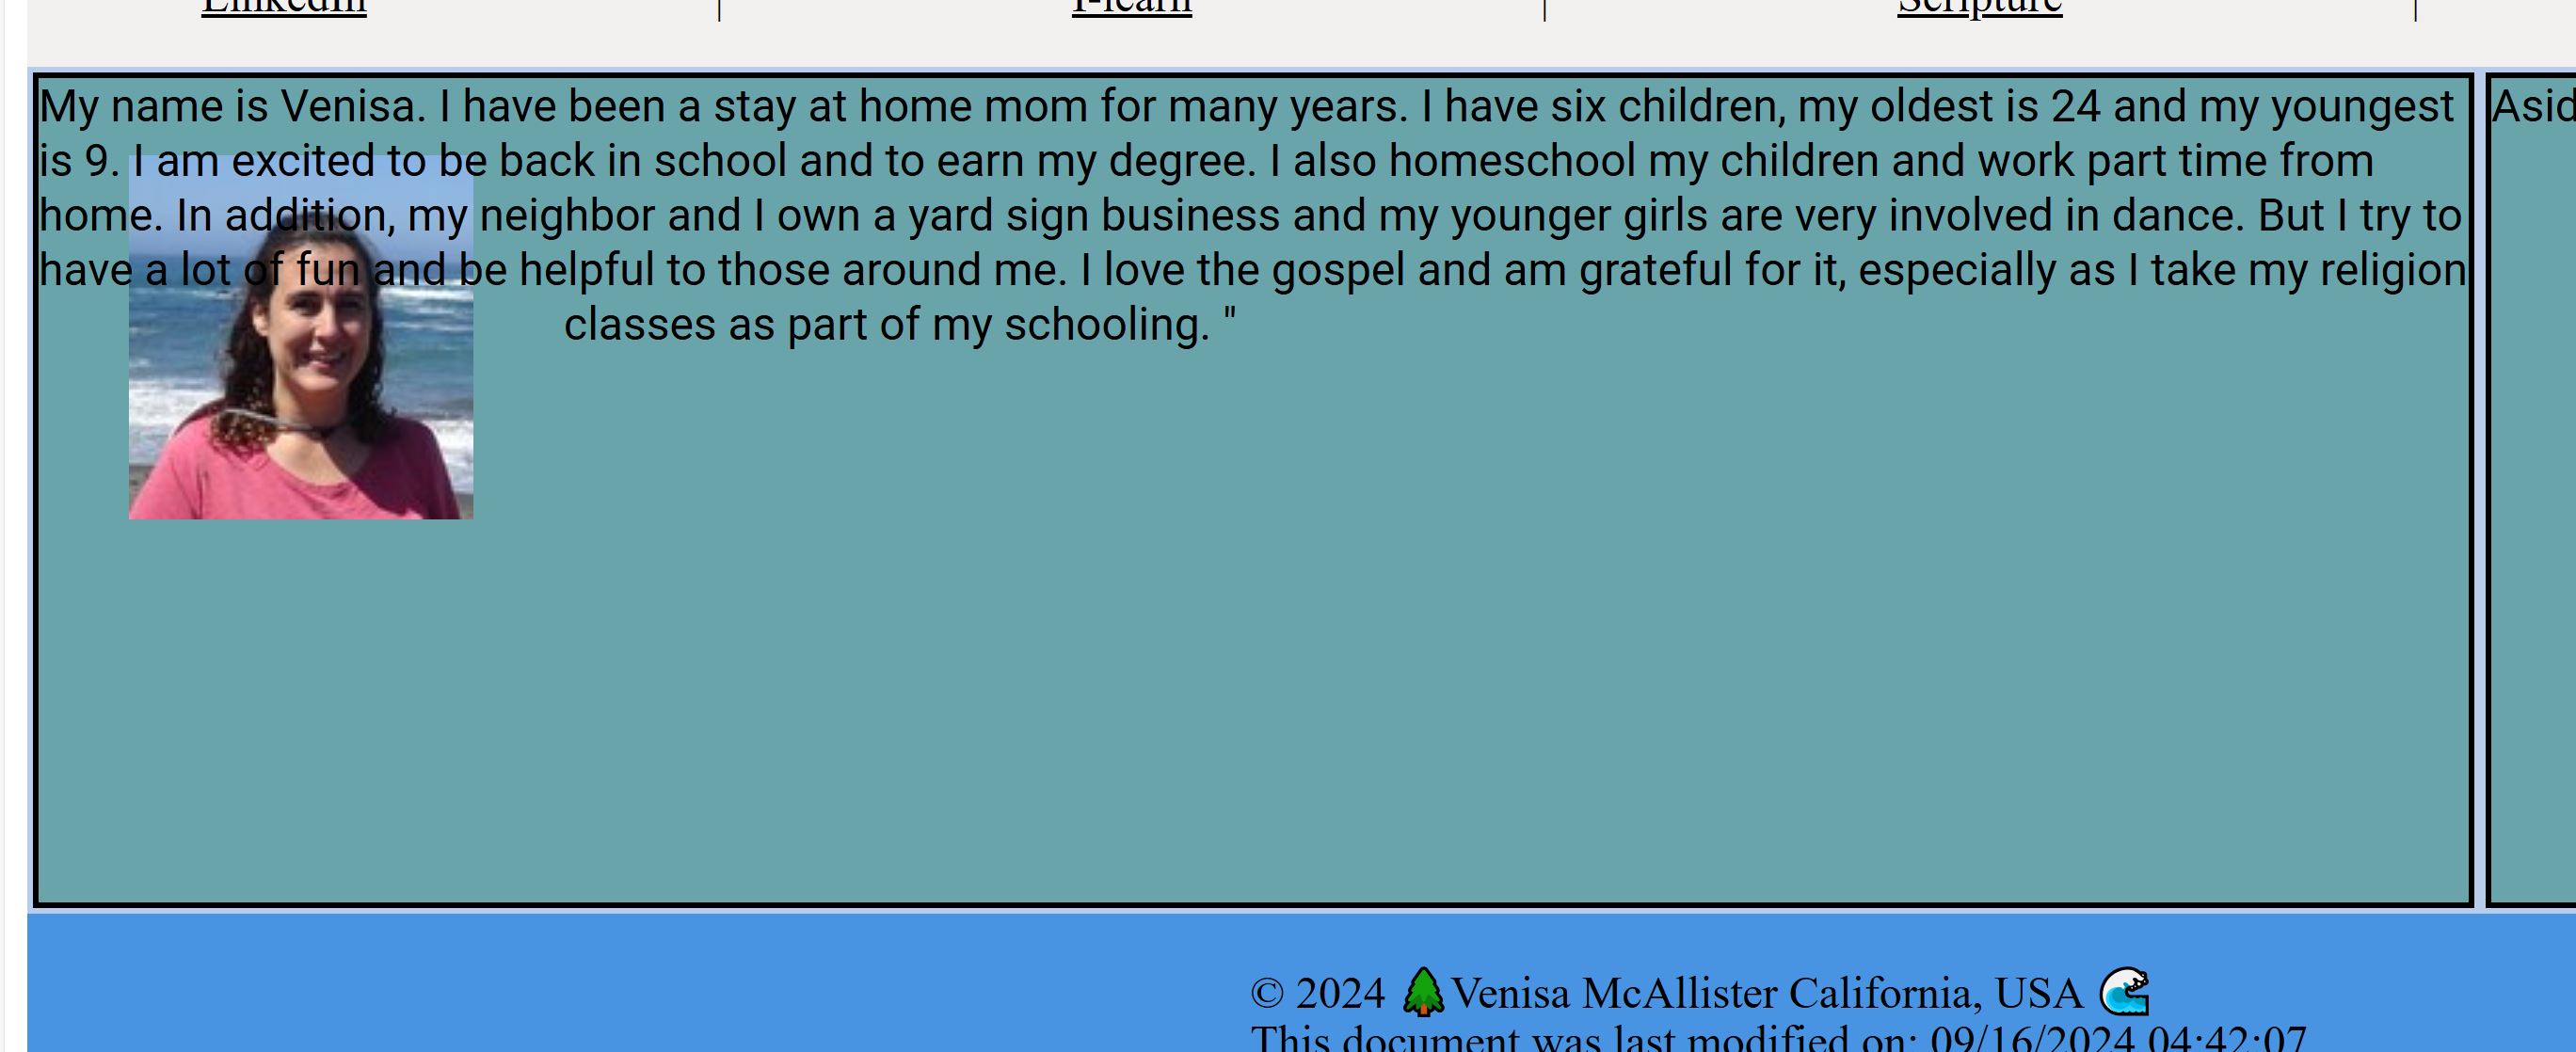 LinkedIn | I-learn | Scripture |
My name is Venisa. I have been a stay at home mom for many years. I have six children, my oldest is 24 and my youngest
is 9. I am excited to be back in school and to earn my degree. I also homeschool my children and work part time from
home. In addition, my neighbor and I own a yard sign business and my younger girls are very involved in dance. But I try to
have a lot of fun and be helpful to those around me. I love the gospel and am grateful for it, especially as I take my religion
classes as part of my schooling. "
Asid
© 2024 🌲Venisa McAllister California, USA 🌊
This document was last modified on: 09/16/2024 04:42:07